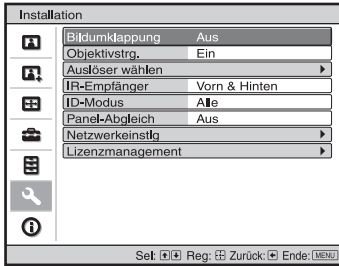 Installation
Bildumklappung Aus
Objektivstrg. Ein
Auslöser wählen
IR-Empfänger Vorn & Hinten
ID-Modus Alle
Panel-Abgleich Aus
Netzwerkeinstlg
Lizenzmanagement
Sel: Reg: Zurück: Ende: MENU